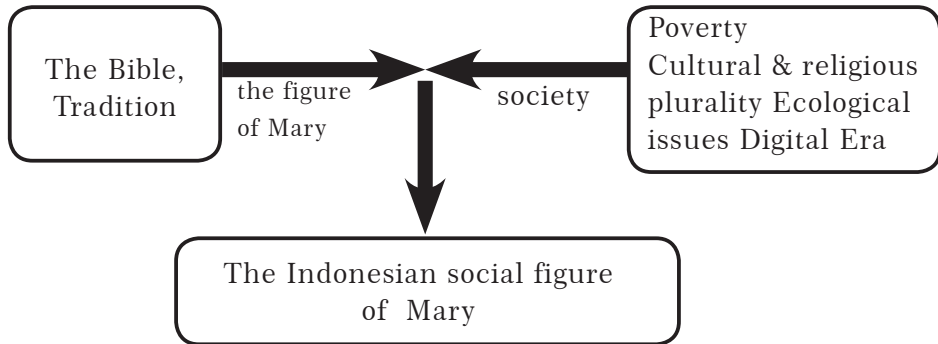 The Bible,
Tradition
the figure
of Mary
society
Poverty
Cultural & religious
plurality Ecological
issues Digital Era
The Indonesian social figure
of Mary